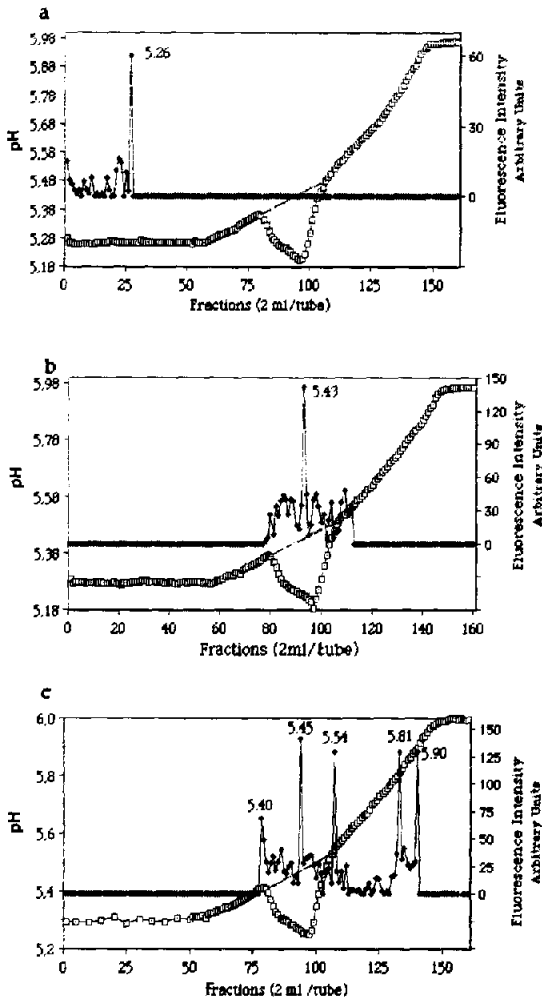 a
5.98
5.88
5.78
5.68
5.58
5.48
5.38
5.28
5.18
pH
5.26
60
30
0
Fluorescence Intensity
Arbitrary Units
0 25 50 75 100 125 150
Fractions (2 ml/tube)
b
5.98
5.78
5.58
5.38
5.18
pH
5.43
150
120
90
60
30
0
Fluorescence Intensity
Arbitrary Units
0 20 40 60 80 100 120 140 160
Fractions (2ml/tube)
c
6.0
5.8
5.6
5.4
5.2
pH
5.40
5.45
5.54
5.81
5.90
150
125
100
75
50
25
0
Fluorescence Intensity
Arbitrary Units
0 25 50 75 100 125 150
Fractions (2 ml/tube)